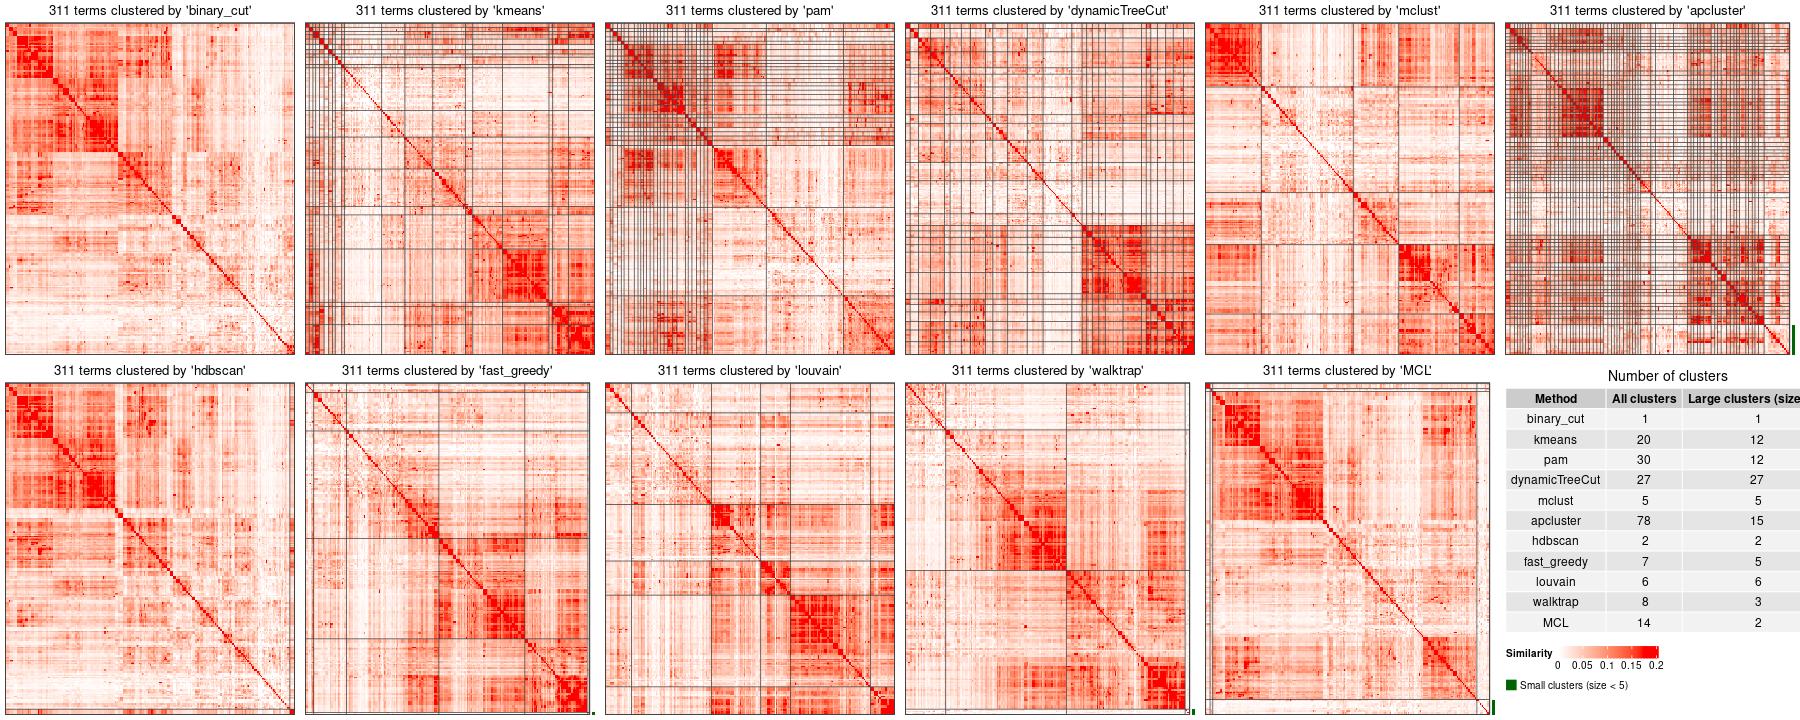 311 terms clustered by 'binary_cut'
311 terms clustered by 'kmeans'
311 terms clustered by 'pam'
311 terms clustered by 'dynamicTreeCut'
311 terms clustered by 'mclust'
311 terms clustered by 'apcluster'
311 terms clustered by 'hdbscan'
311 terms clustered by 'fast_greedy'
311 terms clustered by 'louvain'
311 terms clustered by 'walktrap'
311 terms clustered by 'MCL'
Number of clusters
Method All clusters Large clusters (size
binary_cut 1 1
kmeans 20 12
pam 30 12
dynamicTreeCut 27 27
mclust 5 5
apcluster 78 15
hdbscan 2 2
fast_greedy 7 5
louvain 6 6
walktrap 8 3
MCL 14 2
Similarity
0 0.05 0.1 0.15 0.2
Small clusters (size < 5)